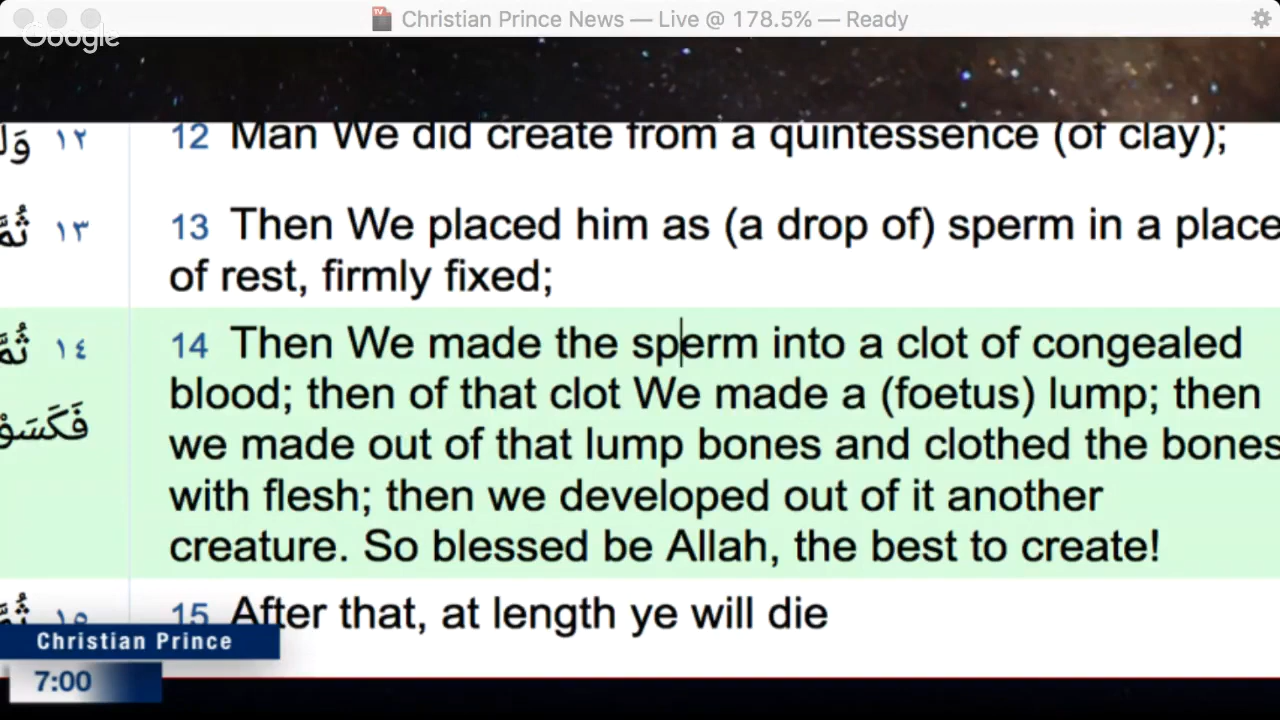 Christian Prince News — Live @ 178.5% — Ready
Google
١٢ 12 Man We did create from a quintessence (of clay);
ثُمَّ ١٣ 13 Then We placed him as (a drop of) sperm in a place
of rest, firmly fixed;
ثُمَّ ١٤ 14 Then We made the sperm into a clot of congealed
blood; then of that clot We made a (foetus) lump; then
we made out of that lump bones and clothed the bones
with flesh; then we developed out of it another
creature. So blessed be Allah, the best to create!
١٥ 15 After that, at length ye will die
Christian Prince
7:00